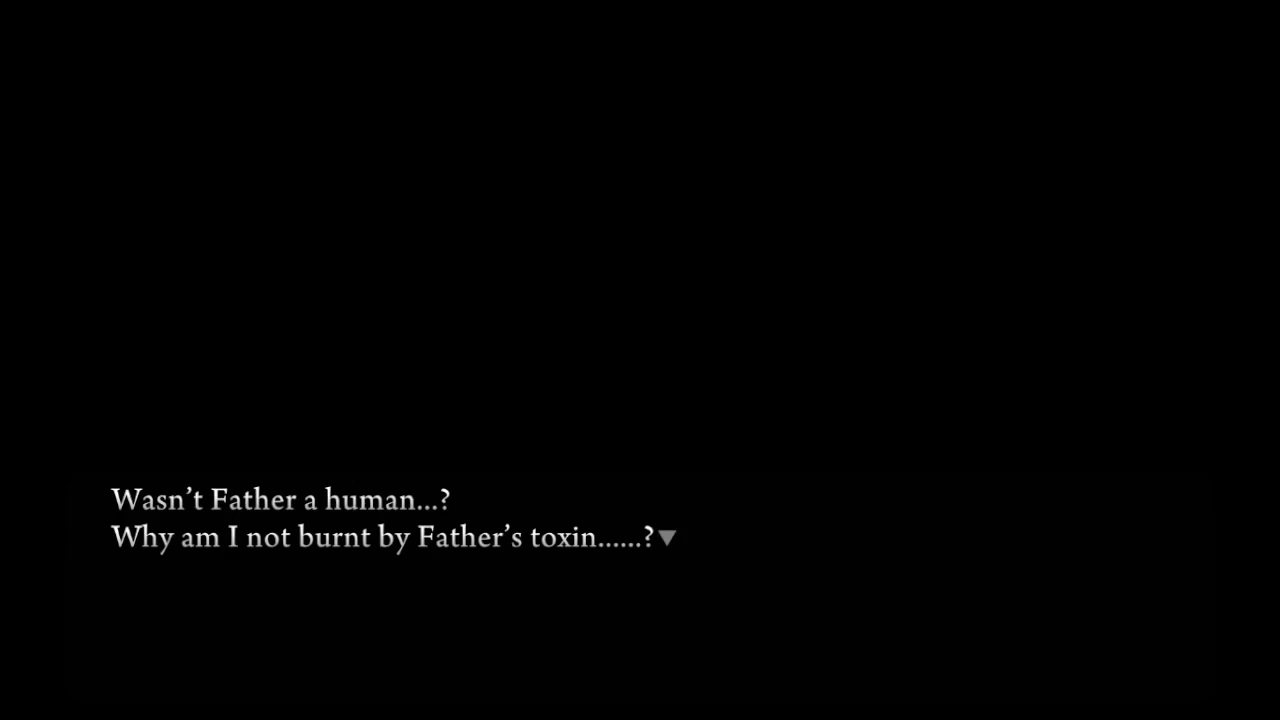 Wasn’t Father a human...?
Why am I not burnt by Father’s toxin......?